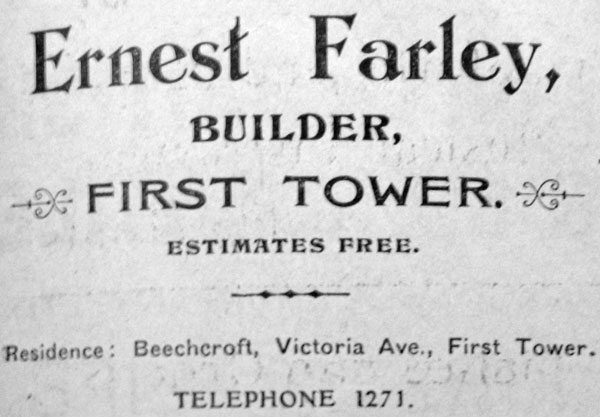 Ernest Farley,
BUILDER,
FIRST TOWER.
ESTIMATES FREE.
Residence: Beechcroft, Victoria Ave., First Tower.
TELEPHONE 1271.